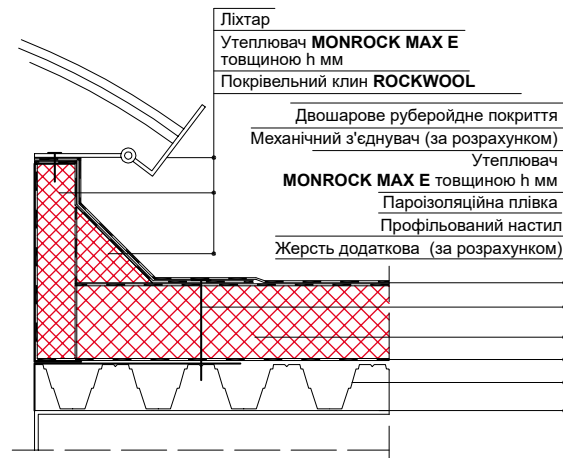 Ліхтар
Утеплювач MONROCK MAX E
товщиною h мм
Покрівельний клин ROCKWOOL
Двошарове руберойдне покриття
Механічний з'єднувач (за розрахунком)
Утеплювач
MONROCK MAX E товщиною h мм
Пароізоляційна плівка
Профільований настил
Жерсть додаткова (за розрахунком)